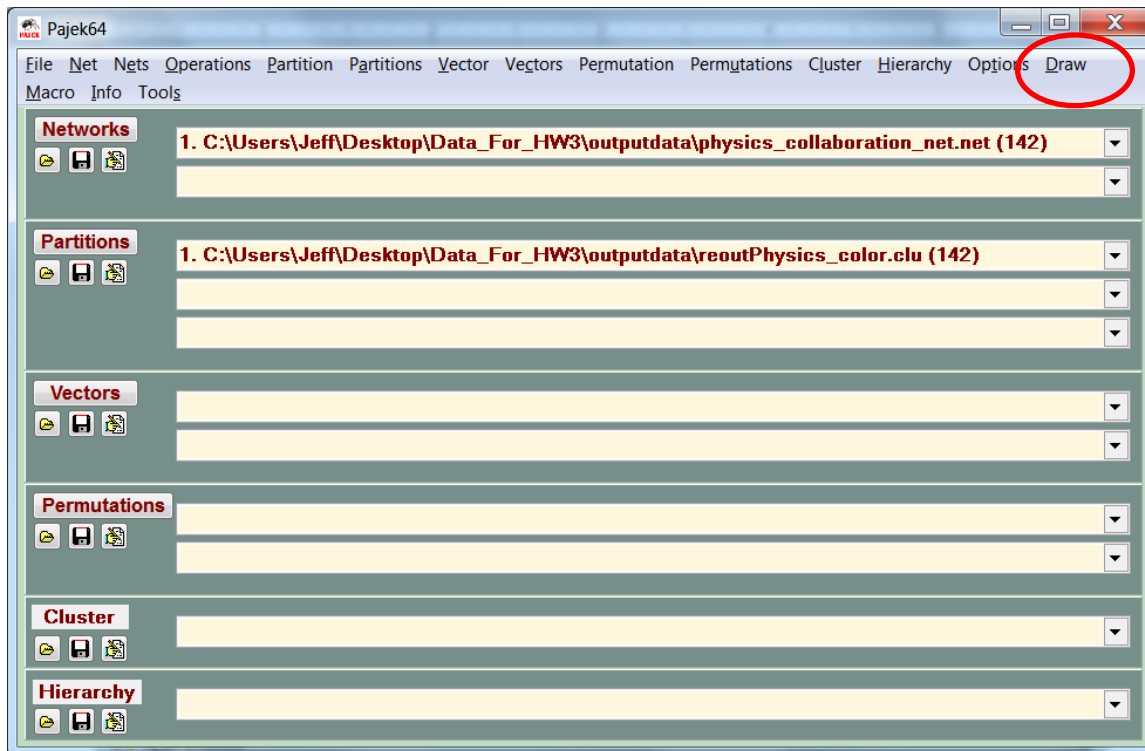 Pajek64
File Net Nets Operations Partition Partitions Vector Vectors Permutation Permutations Cluster Hierarchy Options Draw
Macro Info Tools
Networks
1. C:\Users\Jeff\Desktop\Data_For_HW3\outputdata\physics_collaboration_net.net (142)
Partitions
1. C:\Users\Jeff\Desktop\Data_For_HW3\outputdata\reoutPhysics_color.clu (142)
Vectors
Permutations
Cluster
Hierarchy